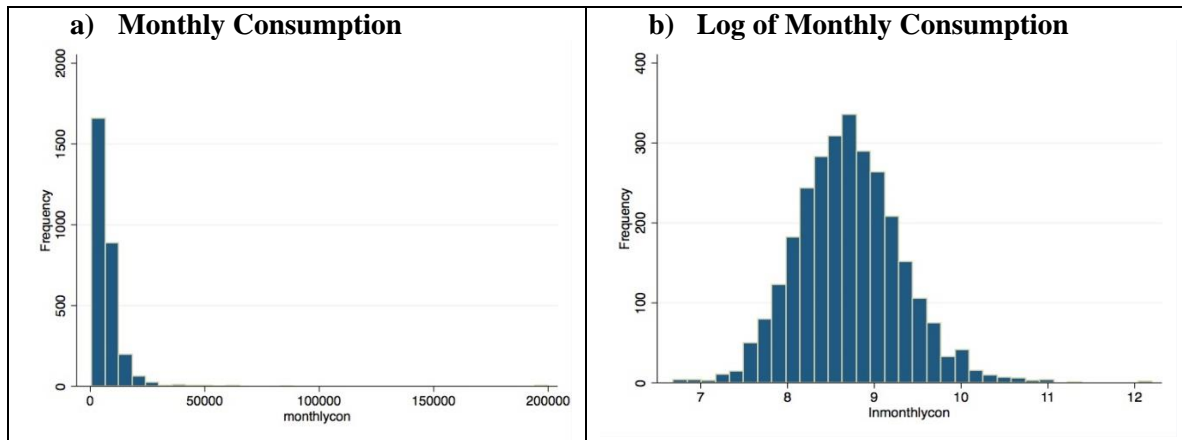 a) Monthly Consumption
2000
1500
1000
500
0
Frequency
0 50000 100000 150000 200000
monthlycon
b) Log of Monthly Consumption
400
300
200
100
0
Frequency
7 8 9 10 11 12
lnmonthlycon